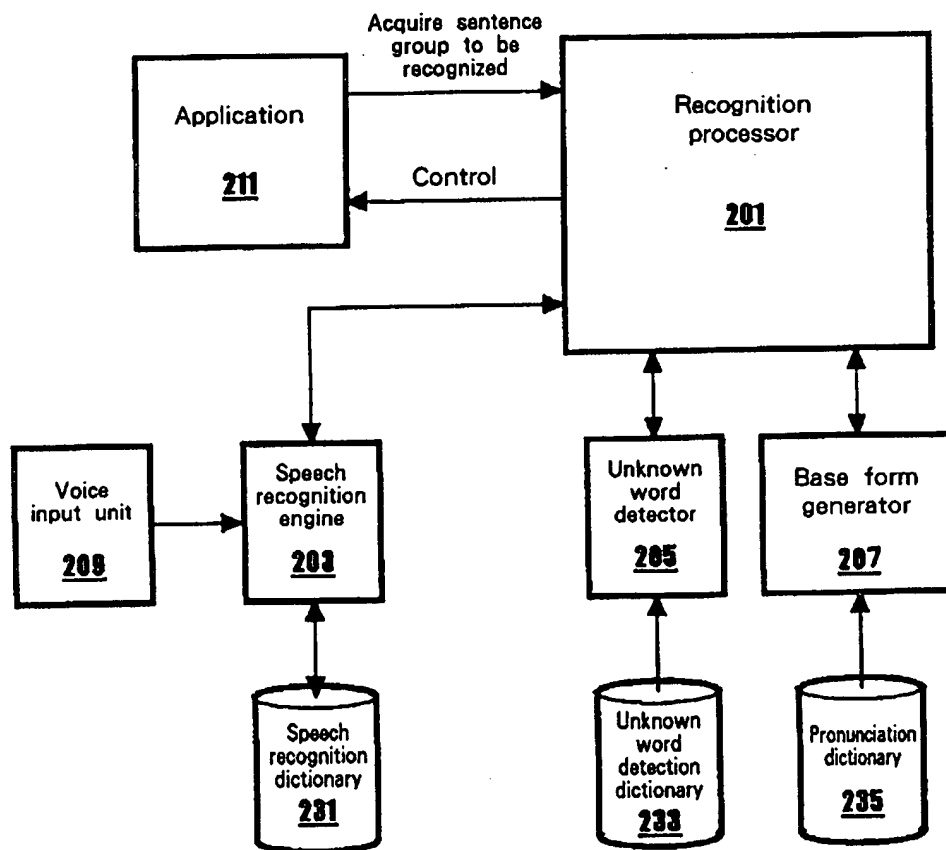 Acquire sentence
group to be
recognized
Application
211
Recognition
processor
201
Control
Voice
input unit
209
Speech
recognition
engine
203
Unknown
word
detector
205
Base form
generator
207
Speech
recognition
dictionary
231
Unknown
word
detection
dictionary
233
Pronunciation
dictionary
235